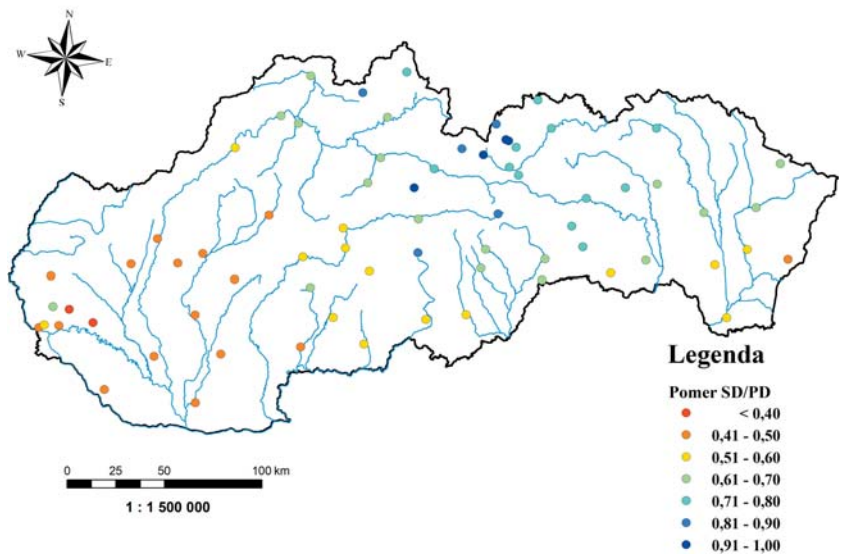 N
W
E
S
Legenda
Pomer SD/PD
< 0,40
0,41 - 0,50
0,51 - 0,60
0,61 - 0,70
0,71 - 0,80
0,81 - 0,90
0,91 - 1,00
0 25 50 100 km
1 : 1 500 000